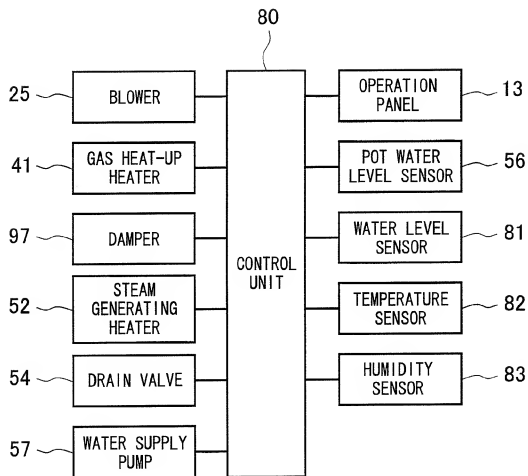 80
25
BLOWER
OPERATION
PANEL
13
41
GAS HEAT-UP
HEATER
POT WATER
LEVEL SENSOR
56
97
DAMPER
WATER LEVEL
SENSOR
81
CONTROL
UNIT
52
STEAM
GENERATING
HEATER
TEMPERATURE
SENSOR
82
54
DRAIN VALVE
HUMIDITY
SENSOR
83
57
WATER SUPPLY
PUMP